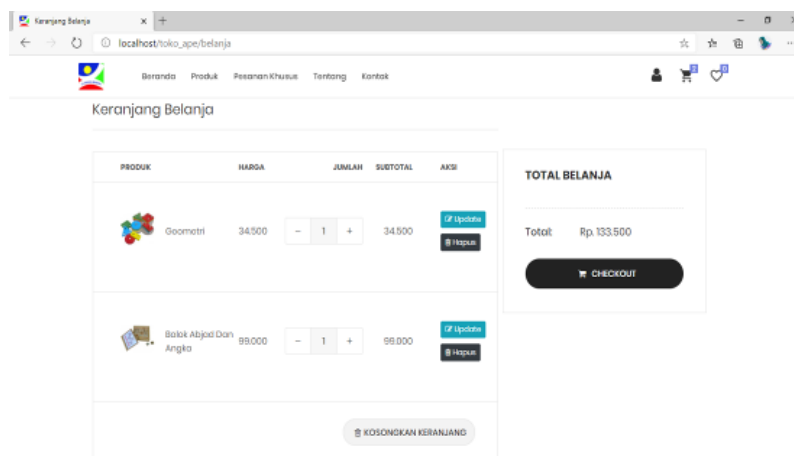 Keranjang Belanja
localhost/toko_ape/belanja
Beranda Produk Pesanan Khusus Tentang Kontak
Keranjang Belanja
PRODUK HARGA JUMLAH SUBTOTAL AKSI
Geometri 34.500 - 1 + 34.500 Update
Hapus
Balok Abjad Dan Angka 99.000 - 1 + 99.000 Update
Hapus
KOSONGKAN KERANJANG
TOTAL BELANJA
Total: Rp. 133.500
CHECKOUT